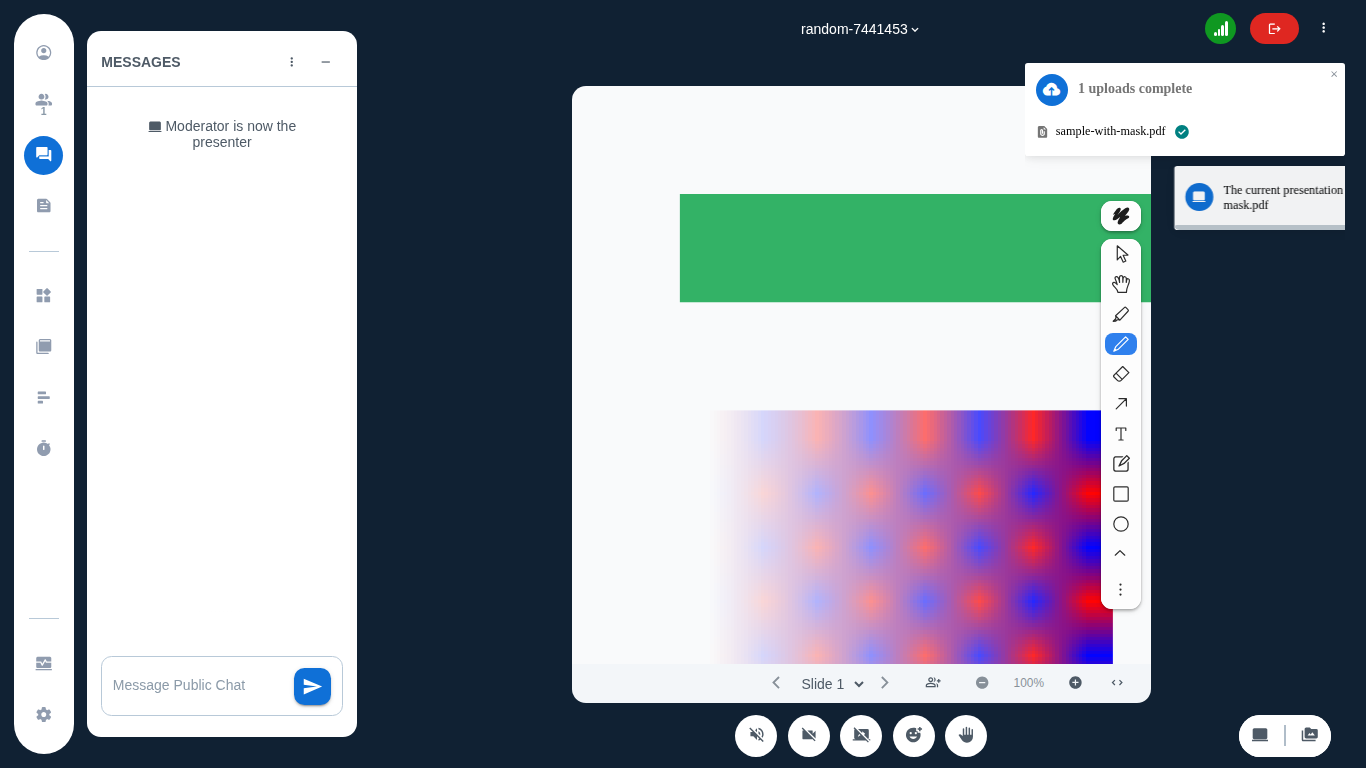 random-7441453
MESSAGES
1
Moderator is now the
presenter
Message Public Chat
1 uploads complete
sample-with-mask.pdf
The current presentation
mask.pdf
Slide 1
100%